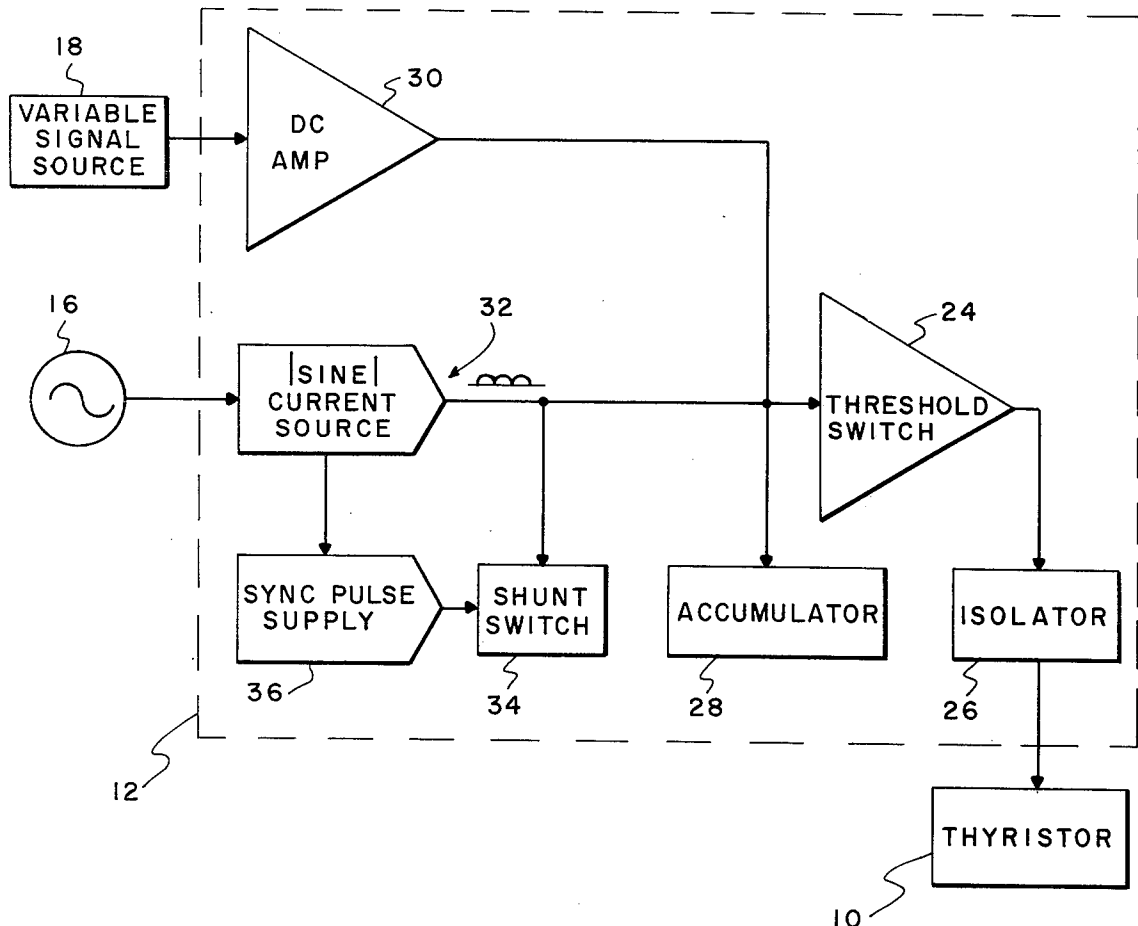 18
VARIABLE
SIGNAL
SOURCE
DC
AMP
30
16
|SINE|
CURRENT
SOURCE
32
24
THRESHOLD
SWITCH
SYNC PULSE
SUPPLY
36
SHUNT
SWITCH
34
ACCUMULATOR
28
ISOLATOR
26
12
THYRISTOR
10